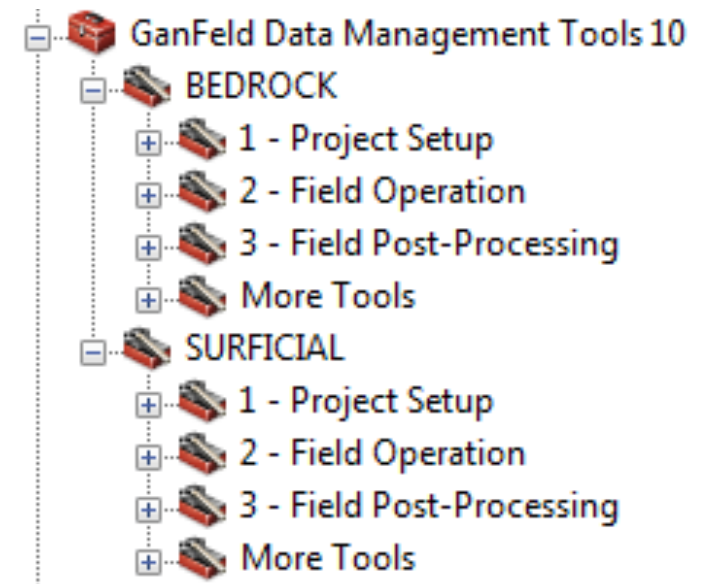 GanFeld Data Management Tools 10
BEDROCK
1 - Project Setup
2 - Field Operation
3 - Field Post-Processing
More Tools
SURFICIAL
1 - Project Setup
2 - Field Operation
3 - Field Post-Processing
More Tools